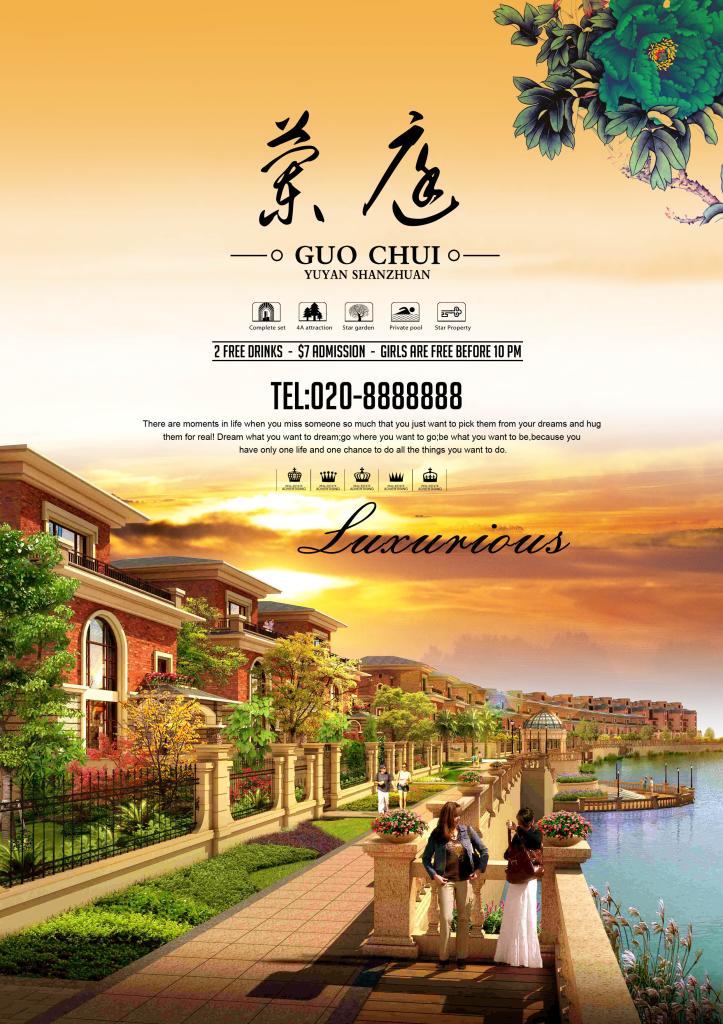 兰庭
GUO CHUI
YUYAN SHANZHUAN
Complete set 4A attraction Star garden Private pool Star Property
2 FREE DRINKS - $7 ADMISSION - GIRLS ARE FREE BEFORE 10 PM
TEL:020-8888888
There are moments in life when you miss someone so much that you just want to pick them from your dreams and hug
them for real! Dream what you want to dream;go where you want to go;be what you want to be,because you
have only one life and one chance to do all the things you want to do.
Luxurious